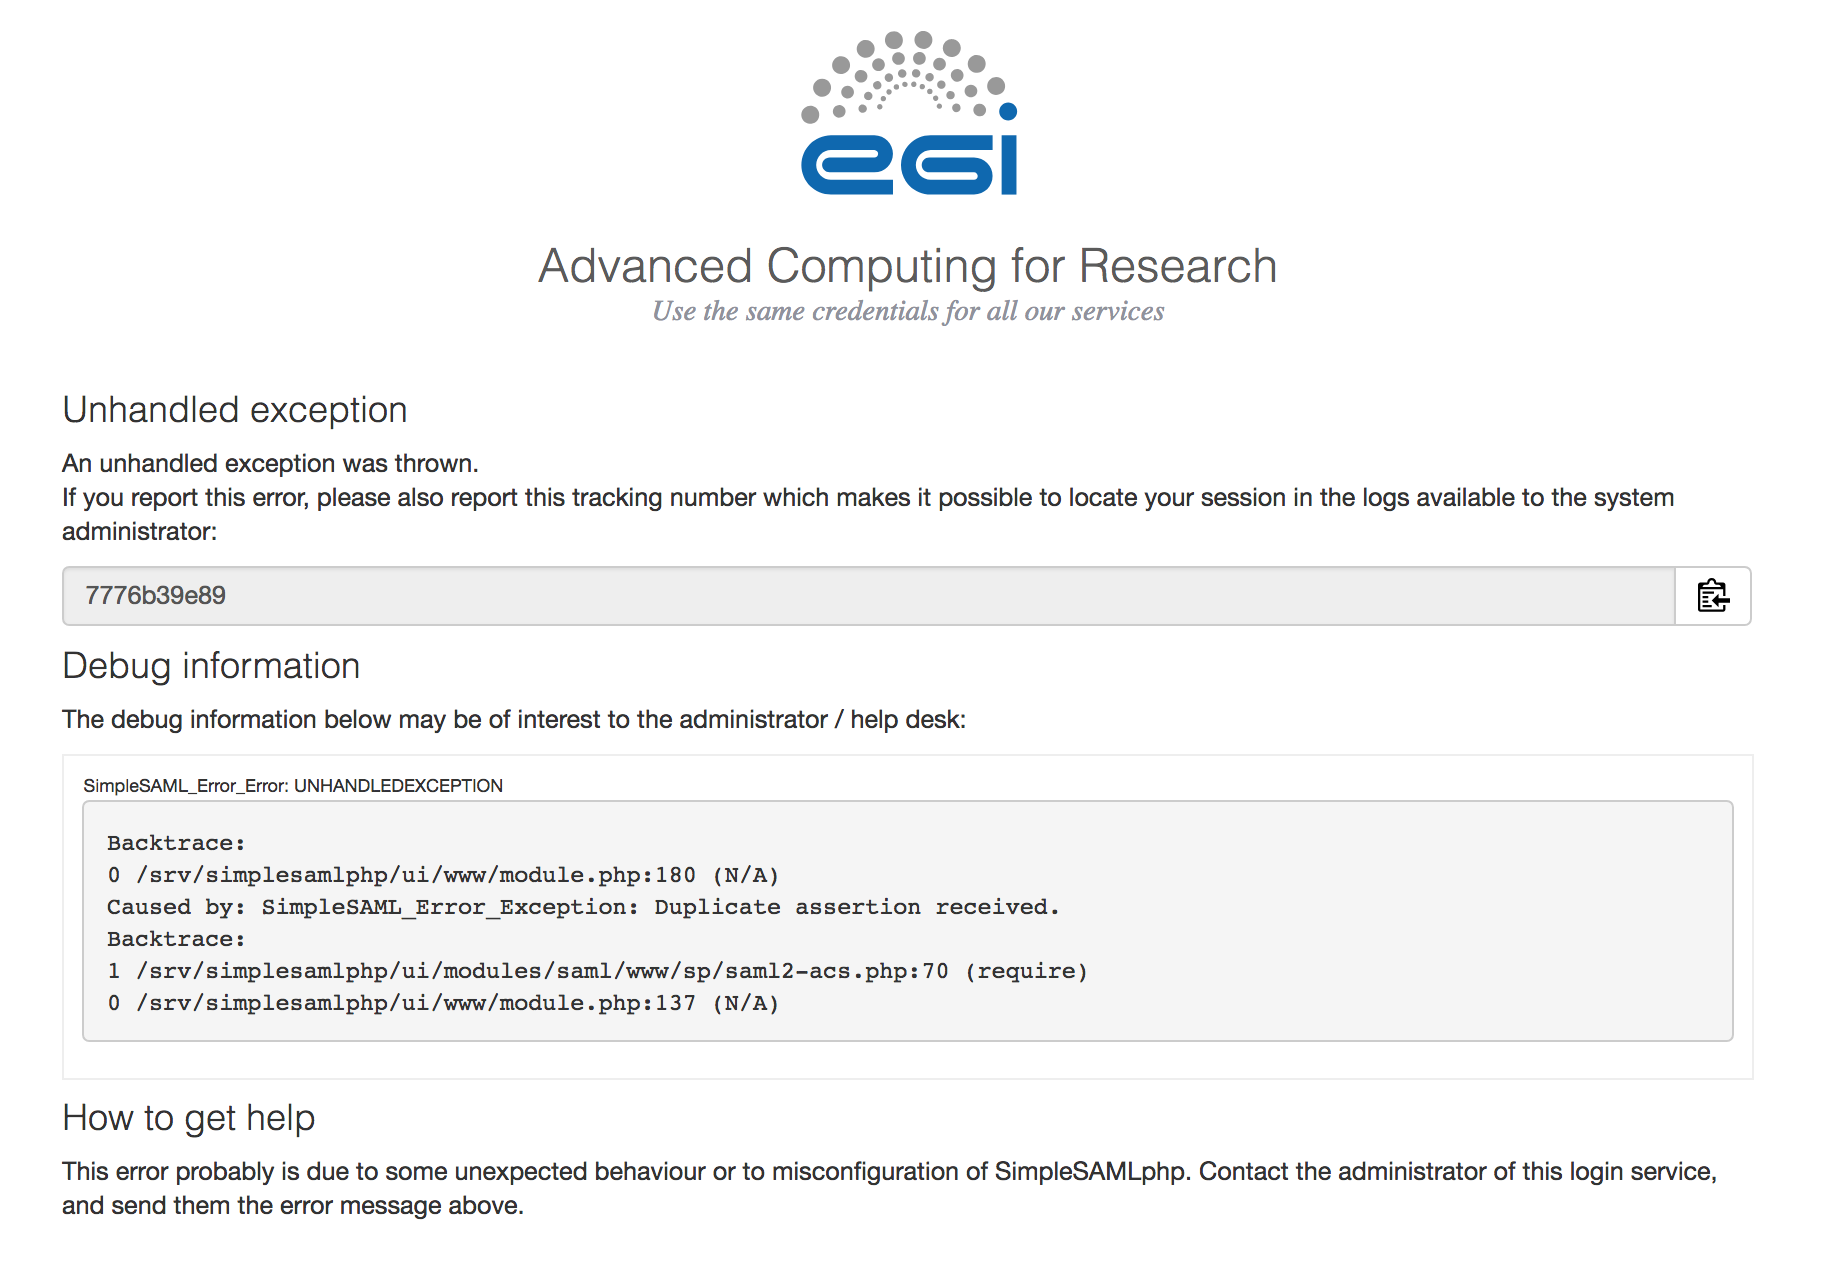 egi
Advanced Computing for Research
Use the same credentials for all our services
Unhandled exception
An unhandled exception was thrown.
If you report this error, please also report this tracking number which makes it possible to locate your session in the logs available to the system
administrator:
7776b39e89
Debug information
The debug information below may be of interest to the administrator / help desk:
SimpleSAML_Error_Error: UNHANDLEDEXCEPTION
Backtrace:
0 /srv/simplesamlphp/ui/www/module.php:180 (N/A)
Caused by: SimpleSAML_Error_Exception: Duplicate assertion received.
Backtrace:
1 /srv/simplesamlphp/ui/modules/saml/www/sp/saml2-acs.php:70 (require)
0 /srv/simplesamlphp/ui/www/module.php:137 (N/A)
How to get help
This error probably is due to some unexpected behaviour or to misconfiguration of SimpleSAMLphp. Contact the administrator of this login service,
and send them the error message above.